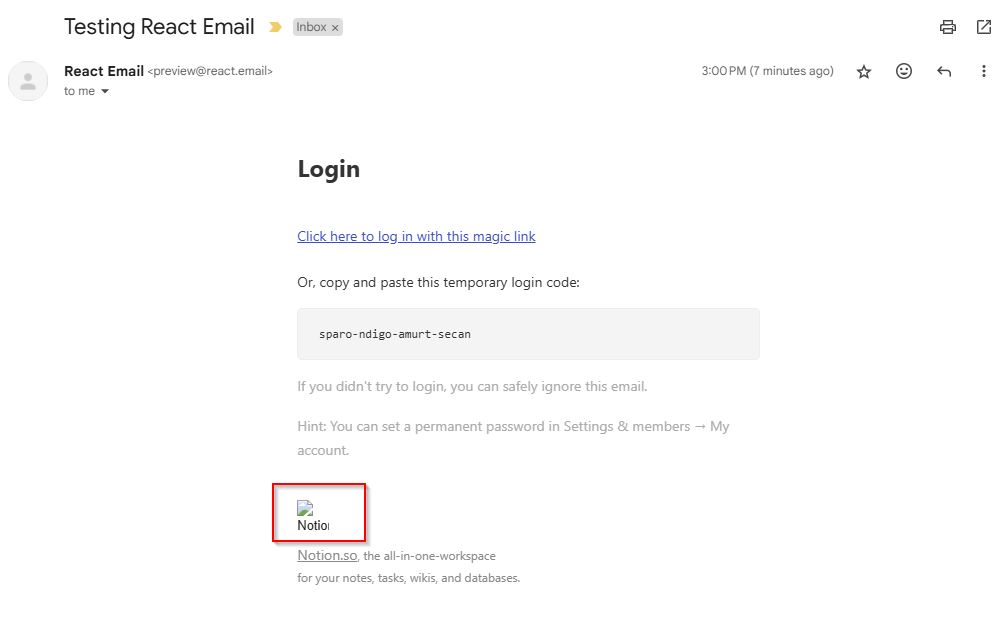 Testing React Email
Inbox ×
React Email <preview@react.email>
3:00 PM (7 minutes ago)
to me
Login
Click here to log in with this magic link
Or, copy and paste this temporary login code:
sparo-ndigo-amurt-secan
If you didn't try to login, you can safely ignore this email.
Hint: You can set a permanent password in Settings & members → My
account.
Notion
Notion.so, the all-in-one-workspace
for your notes, tasks, wikis, and databases.